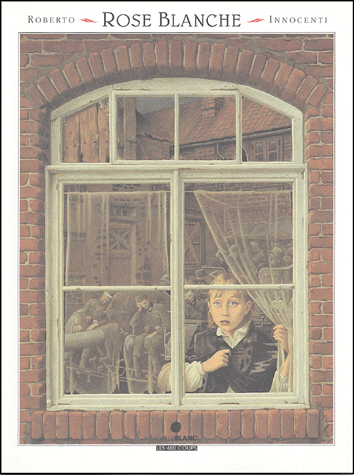 ROBERTO ROSE BLANCHE INNOCENTI
BLANC
LES 400 COUPS